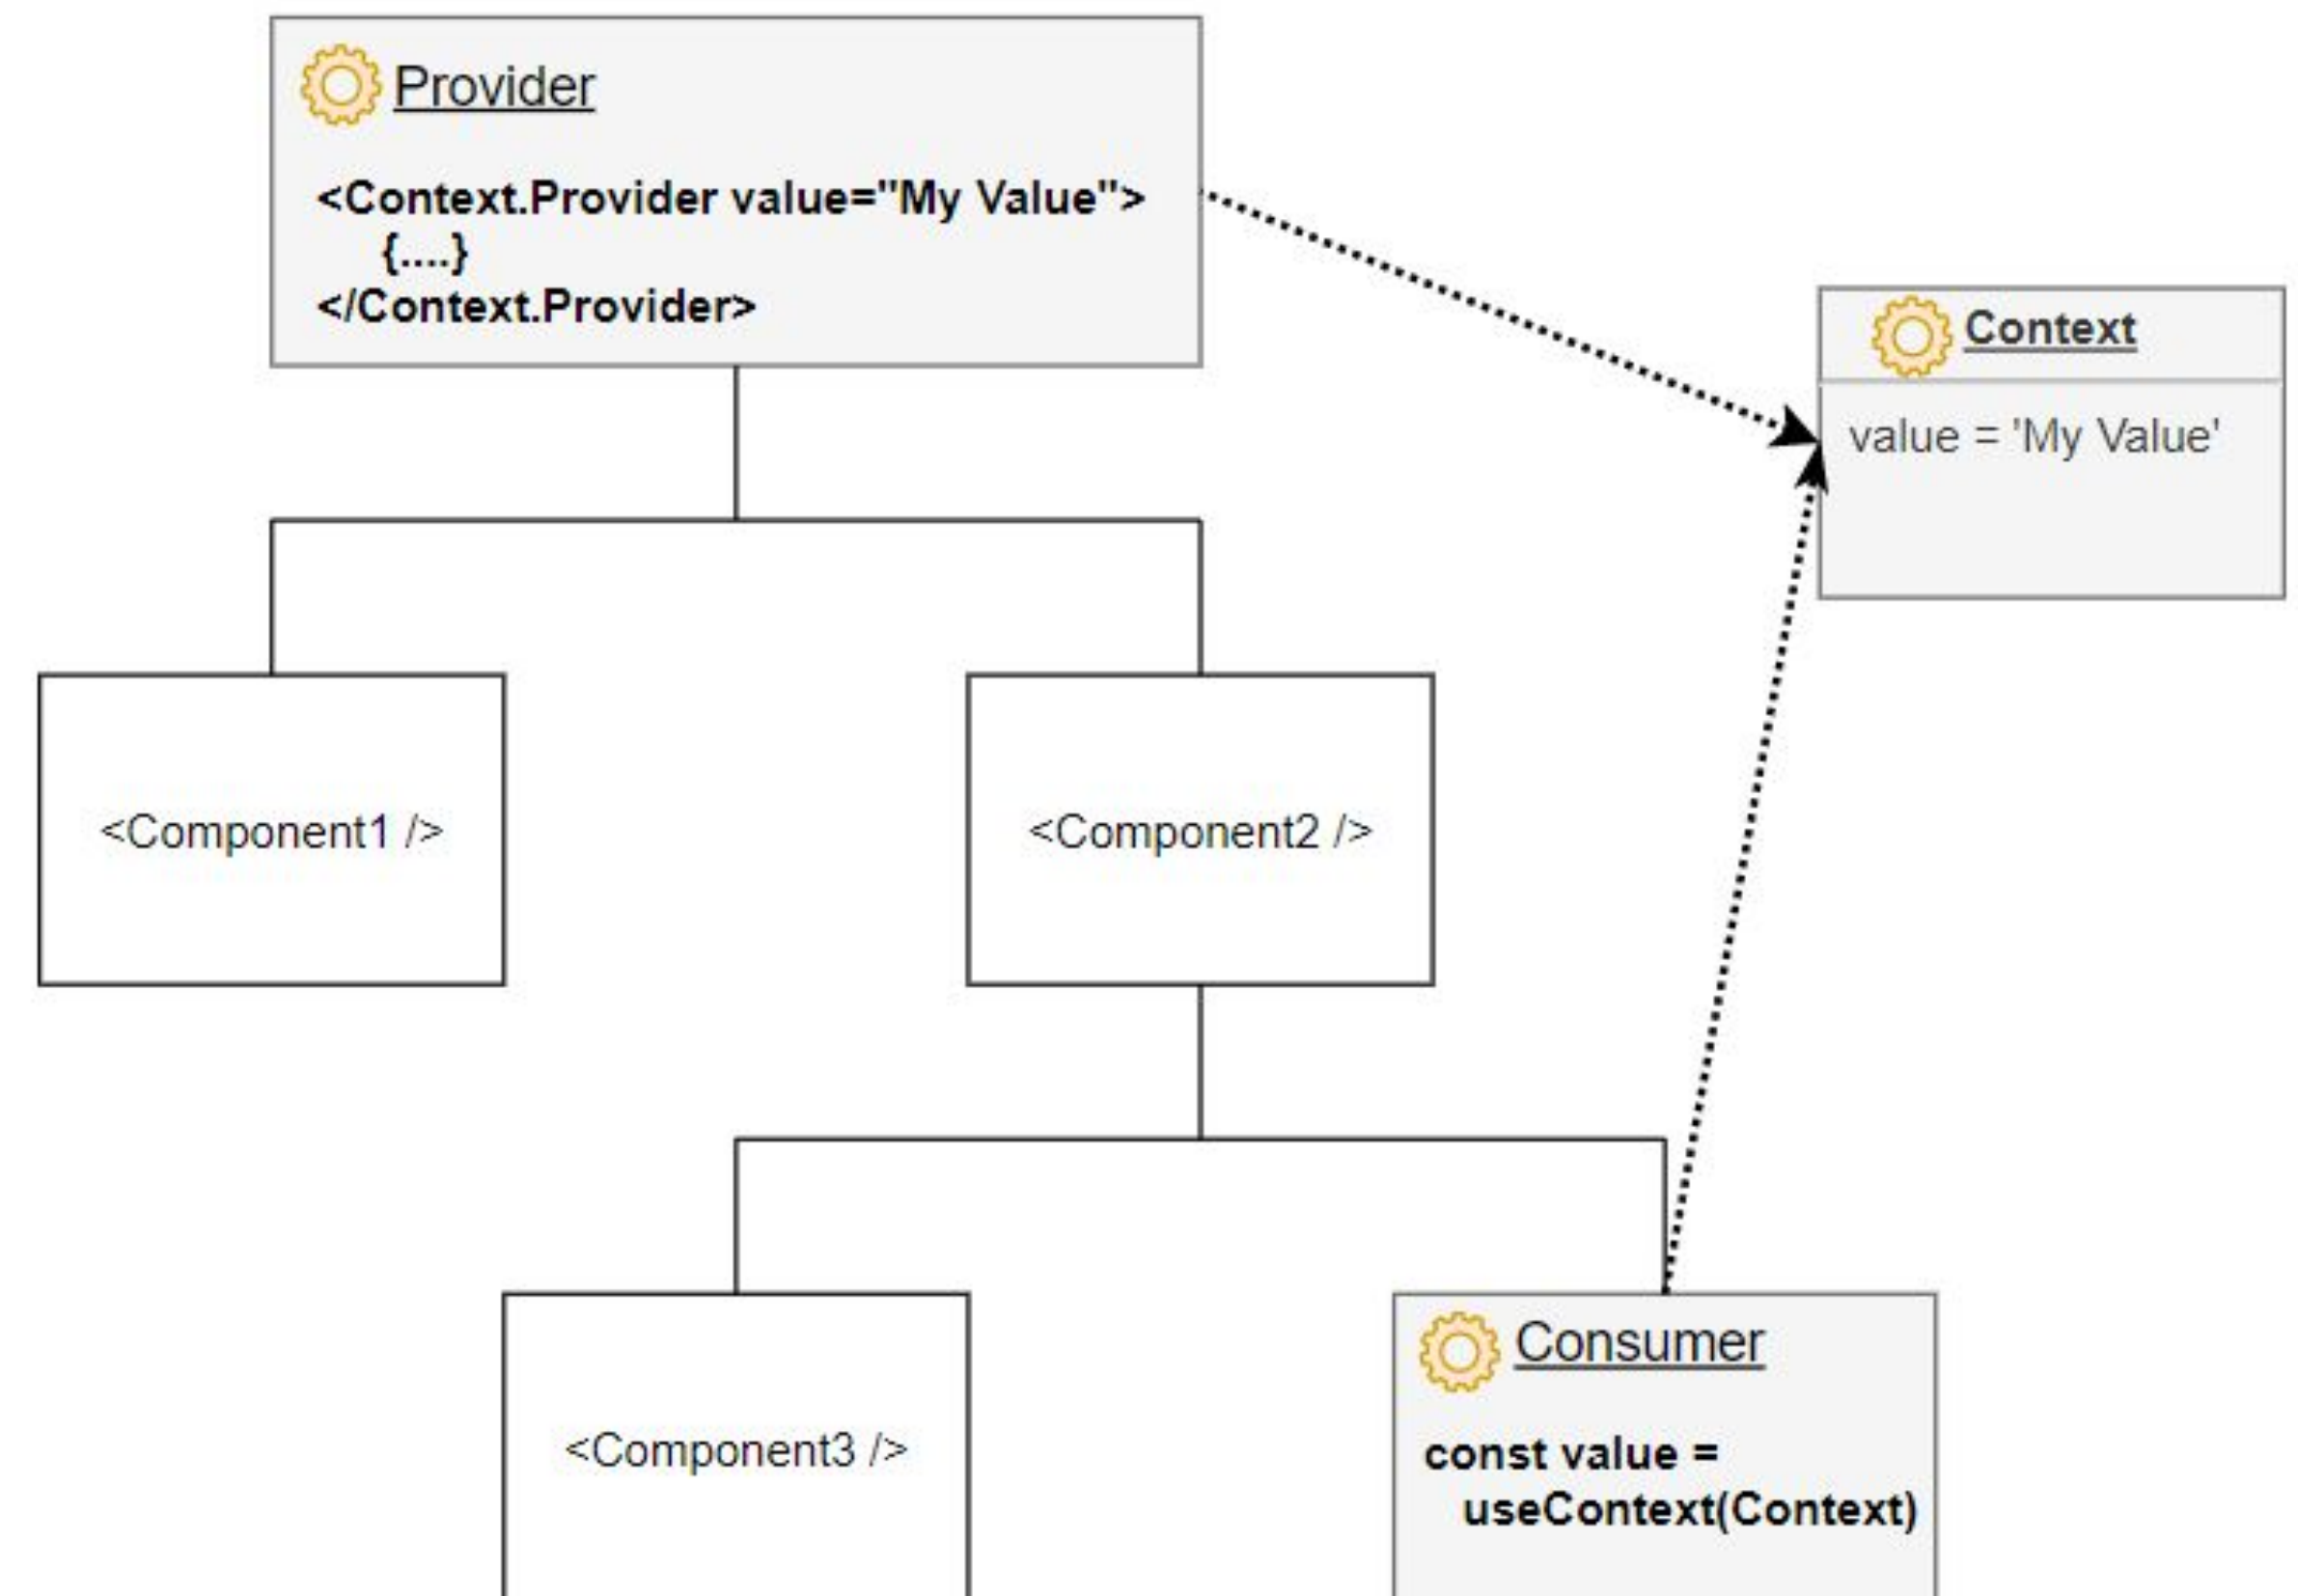 Provider
<Context.Provider value="My Value">
{....}
</Context.Provider>
Context
value = 'My Value'
<Component1 />
<Component2 />
<Component3 />
Consumer
const value =
useContext(Context)